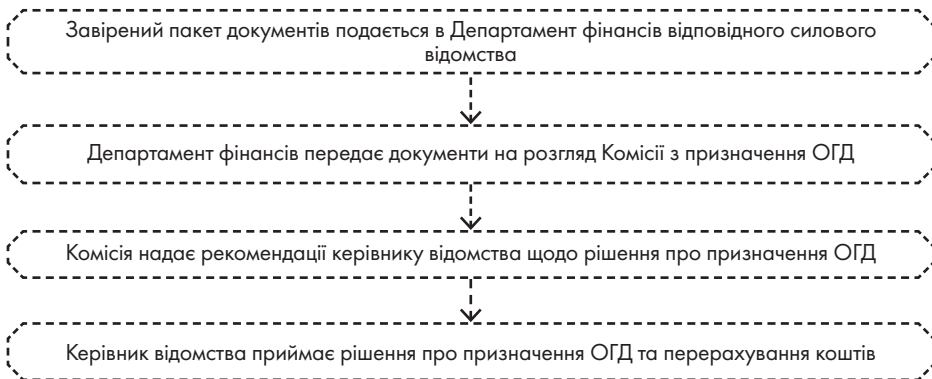 Завірений пакет документів подається в Департамент фінансів відповідного силового
відомства
Департамент фінансів передає документи на розгляд Комісії з призначення ОГД
Комісія надає рекомендації керівнику відомства щодо рішення про призначення ОГД
Керівник відомства приймає рішення про призначення ОГД та перерахування коштів